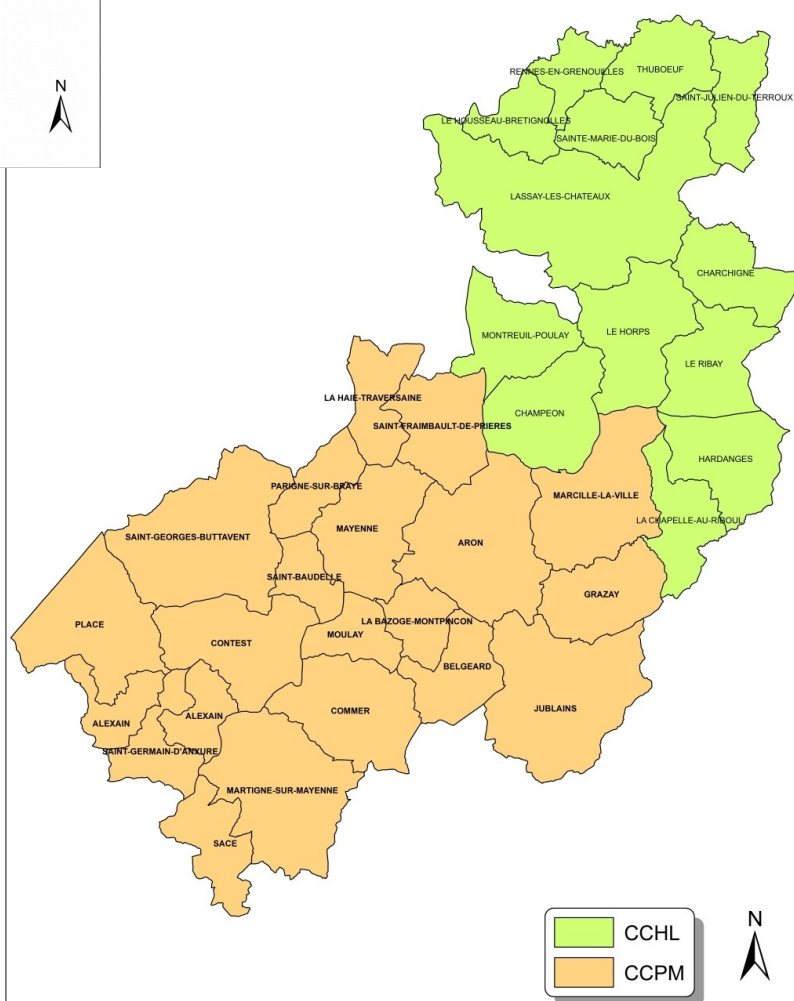 N
RENNES-EN-GRENOUILLES
THUBOEUF
SAINT-JULIEN-DU-TERROUX
LE HOUSSEAU-BRETIGNOLLES
SAINTE-MARIE-DU-BOIS
LASSAY-LES-CHATEAUX
CHARCHIGNE
MONTREUIL-POULAY
LE HORPS
LE RIBAY
LA HAIE-TRAVERSAINE
CHAMPEON
SAINT-FRAIMBAULT-DE-PRIERES
HARDANGES
PARIGNE-SUR-BRAYE
MARCILLE-LA-VILLE
LA CHAPELLE-AU-RIBOUL
MAYENNE
SAINT-GEORGES-BUTTAVENT
ARON
SAINT-BAUDELLE
GRAZAY
LA BAZOGE-MONTPINCON
PLACE
MOULAY
CONTEST
BELGEARD
JUBLAINS
COMMER
ALEXAIN
ALEXAIN
SAINT-GERMAIN-D'ANXURE
MARTIGNE-SUR-MAYENNE
SACE
N
CCHL
CCPM